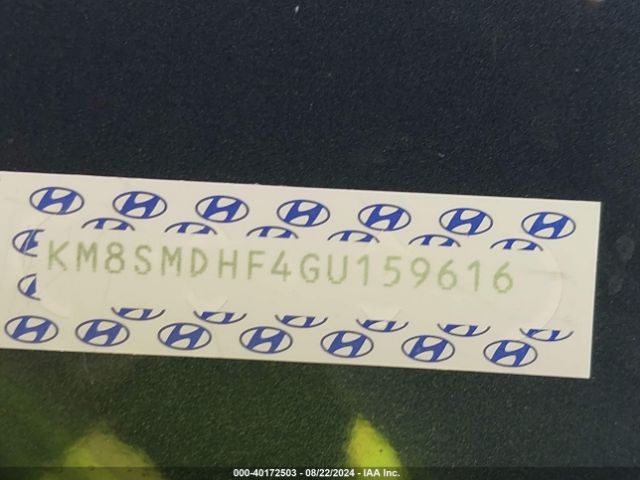 KM8SMDHF4GU159616
000-40172503 - 08/22/2024 - IAA Inc.